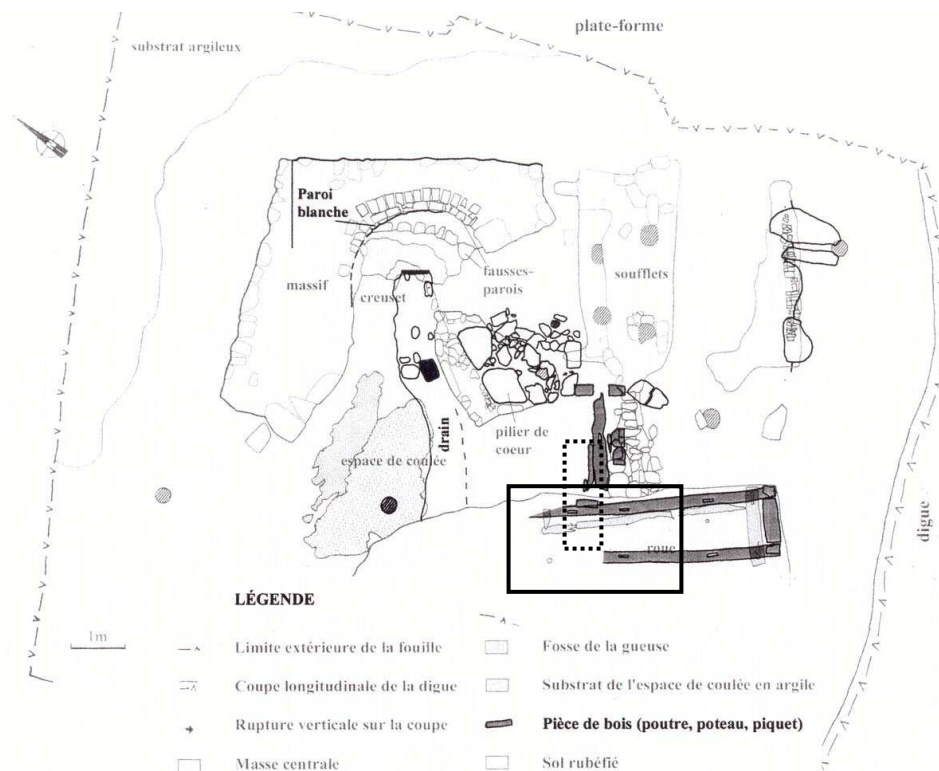 plate-forme
substrat argileux
Paroi
blanche
massif
creuset
fausses-
parois
soufflets
pilier de
coeur
drain
espace de coulée
roue
digue
LÉGENDE
1m
Limite extérieure de la fouille
Coupe longitudinale de la digue
Rupture verticale sur la coupe
Masse centrale
Fosse de la gueuse
Substrat de l'espace de coulée en argile
Pièce de bois (poutre, poteau, piquet)
Sol rubéfié